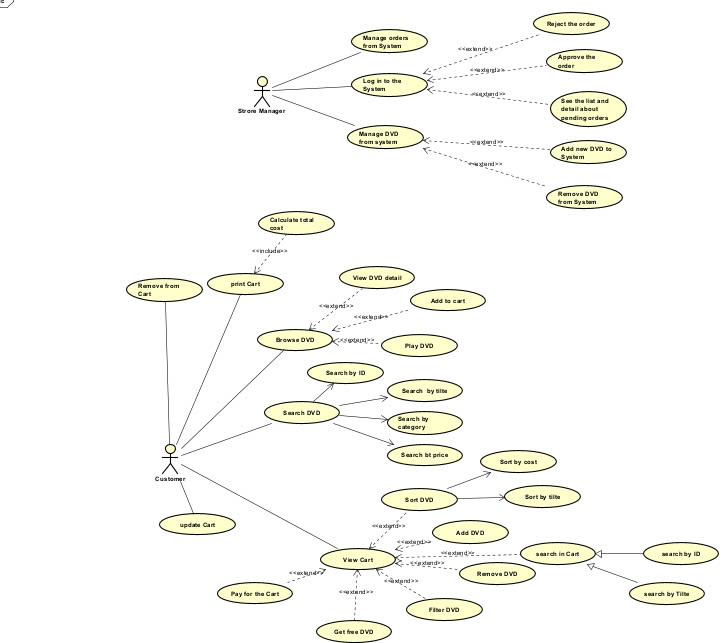 Reject the order
Manage orders
from System
<<extend>>
Approve the
order
<<extend>>
Log in to the
System
<<extend>>
See the list and
detail about
pending orders
Strore Manager
Manage DVD
from system
<<extend>>
Add new DVD to
System
<<extend>>
Remove DVD
from System
Calculate total
cost
<<include>>
Remove from
Cart
print Cart
View DVD detail
<<extend>>
Add to cart
<<extend>>
Browse DVD
<<extend>>
Play DVD
Search by ID
Search by tilte
Search DVD
Search by
category
Search bt price
Customer
Sort by cost
Sort DVD
Sort by tilte
update Cart
<<extend>>
Add DVD
<<extend>>
View Cart
<<extend>>
search in Cart
search by ID
<<extend>>
Remove DVD
<<extend>>
<<extend>>
Pay for the Cart
<<extend>>
search by Tilte
Filter DVD
Get free DVD